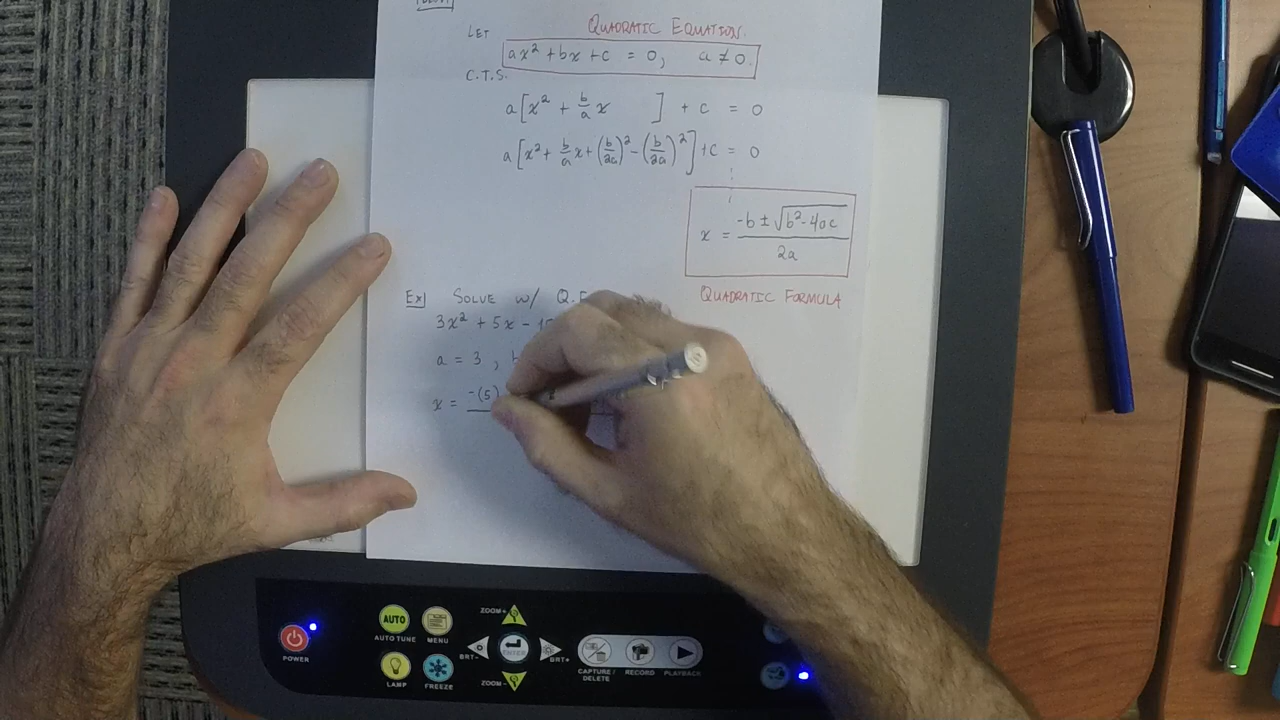 QUADRATIC EQUATION.
LET
ax² + bx + c = 0, a ≠ 0.
C.T.S.
a[x² + b/a x ] + c = 0
a[x² + b/a x + (b/2a)² - (b/2a)²] + c = 0
x = -b ± √b² - 4ac / 2a
QUADRATIC FORMULA
Ex SOLVE W/ Q.F
3x² + 5x - 1
a = 3, b
x = -(5)
POWER
AUTO
AUTO TUNE
MENU
LAMP
FREEZE
ZOOM+
BRT-
ENTER
BRT+
ZOOM-
CAPTURE / DELETE
RECORD
PLAYBACK